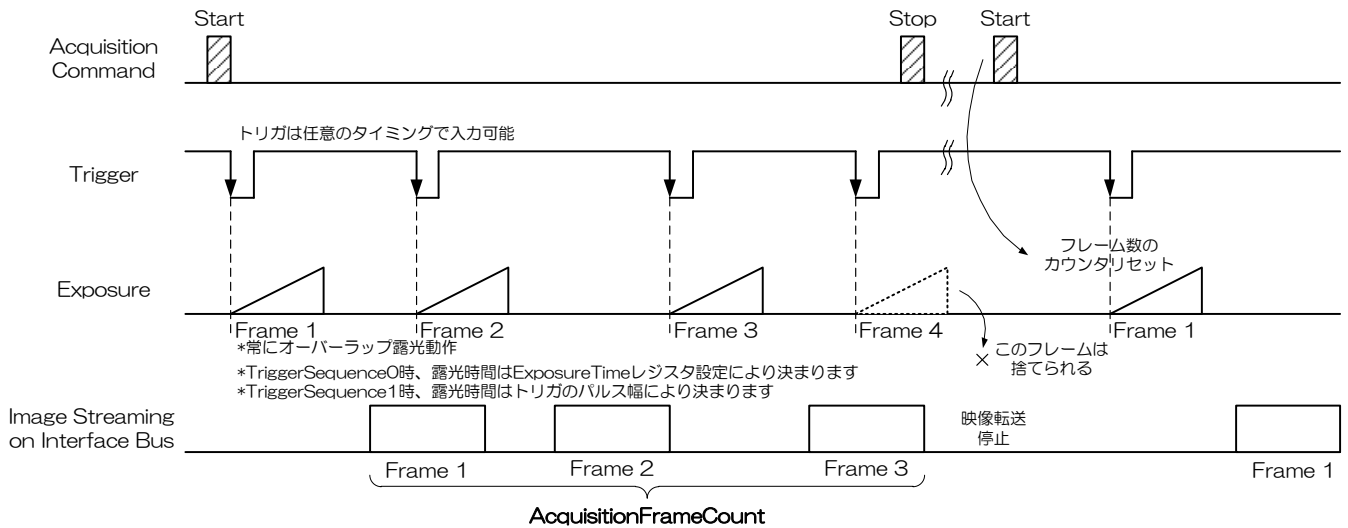 Start
Stop
Start
Acquisition
Command
トリガは任意のタイミングで入力可能
Trigger
フレーム数の
カウンタリセット
Exposure
Frame 1
Frame 2
Frame 3
Frame 4
Frame 1
*常にオーバーラップ露光動作
*TriggerSequence0時、露光時間はExposureTimeレジスタ設定により決まります
*TriggerSequence1時、露光時間はトリガのパルス幅により決まります
×このフレームは
捨てられる
Image Streaming
on Interface Bus
映像転送
停止
Frame 1
Frame 2
Frame 3
Frame 1
AcquisitionFrameCount